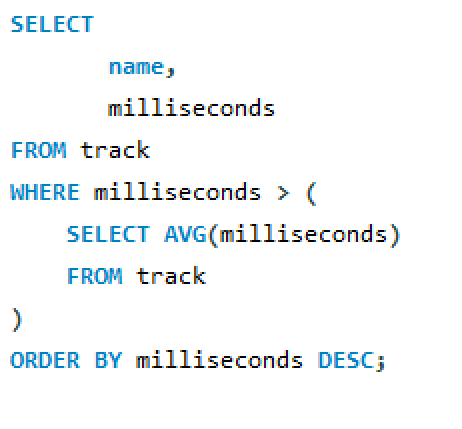 SELECT
name,
milliseconds
FROM track
WHERE milliseconds > (
SELECT AVG(milliseconds)
FROM track
)
ORDER BY milliseconds DESC;